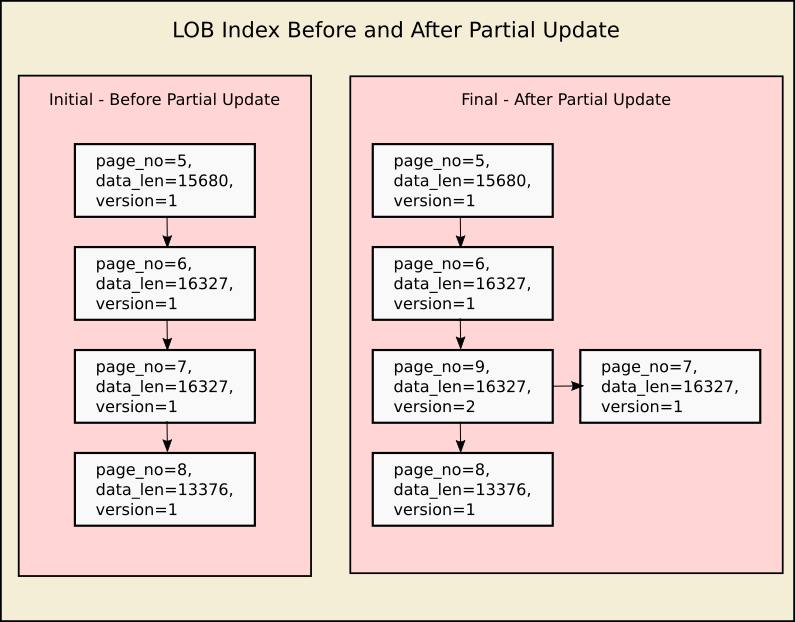 LOB Index Before and After Partial Update
Initial - Before Partial Update
page_no=5,
data_len=15680,
version=1
page_no=6,
data_len=16327,
version=1
page_no=7,
data_len=16327,
version=1
page_no=8,
data_len=13376,
version=1
Final - After Partial Update
page_no=5,
data_len=15680,
version=1
page_no=6,
data_len=16327,
version=1
page_no=9,
data_len=16327,
version=2
page_no=7,
data_len=16327,
version=1
page_no=8,
data_len=13376,
version=1